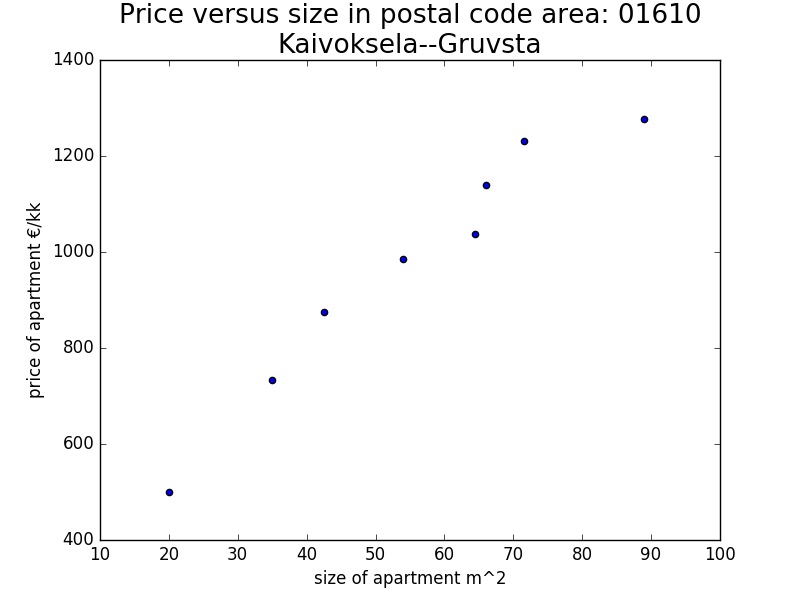 Price versus size in postal code area: 01610
Kaivoksela--Gruvsta
1400
1200
1000
800
600
400
price of apartment €/kk
10 20 30 40 50 60 70 80 90 100
size of apartment m^2